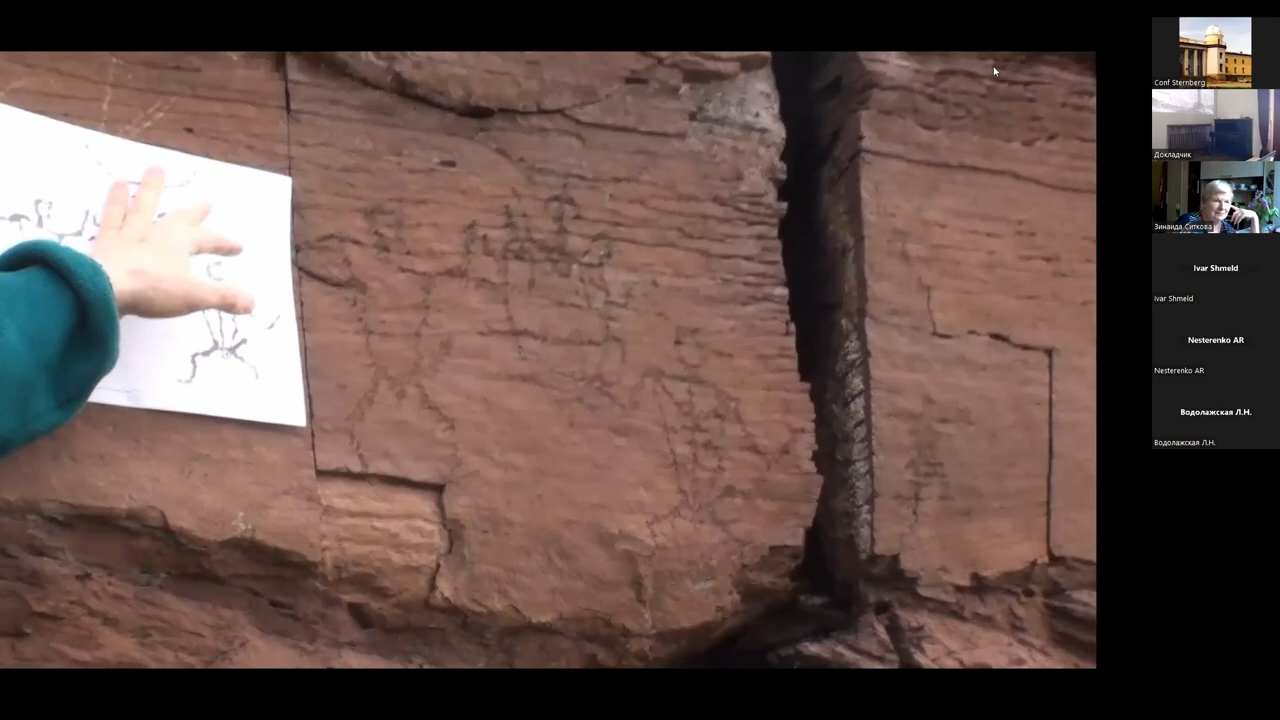 Conf Sternberg
Докладчик
Зинаида Ситкова
Ivar Shmeld
Ivar Shmeld
Nesterenko AR
Nesterenko AR
Водолажская Л.Н.
Водолажская Л.Н.